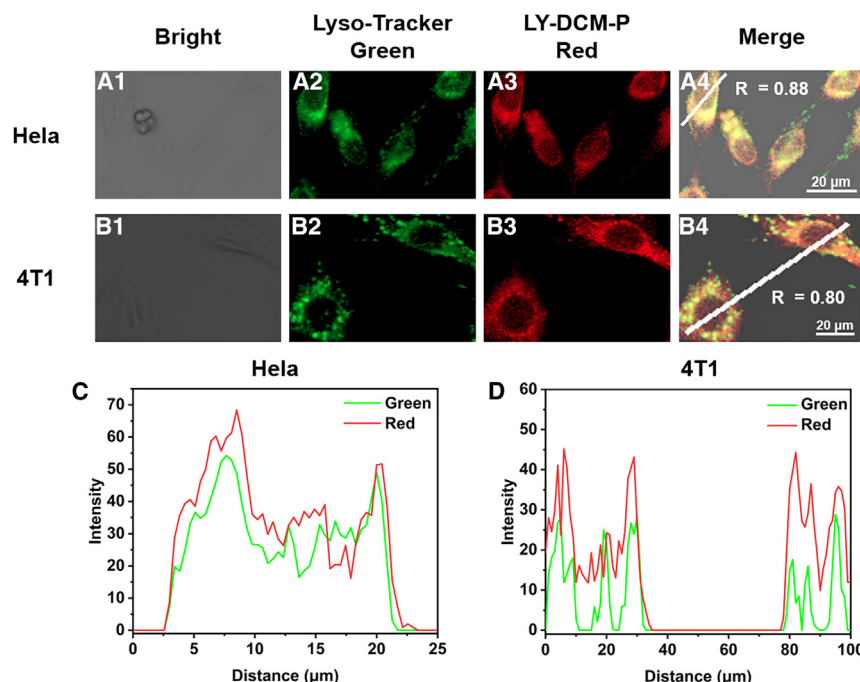 Bright
Lyso-Tracker
Green
LY-DCM-P
Red
Merge
Hela
A1
A2
A3
A4
R = 0.88
20 µm
4T1
B1
B2
B3
B4
R = 0.80
20 µm
C
Hela
Green
Red
70
60
50
40
30
20
10
0
Intensity
0 5 10 15 20 25
Distance (µm)
D
4T1
Green
Red
60
50
40
30
20
10
0
Intensity
0 20 40 60 80 100
Distance (µm)